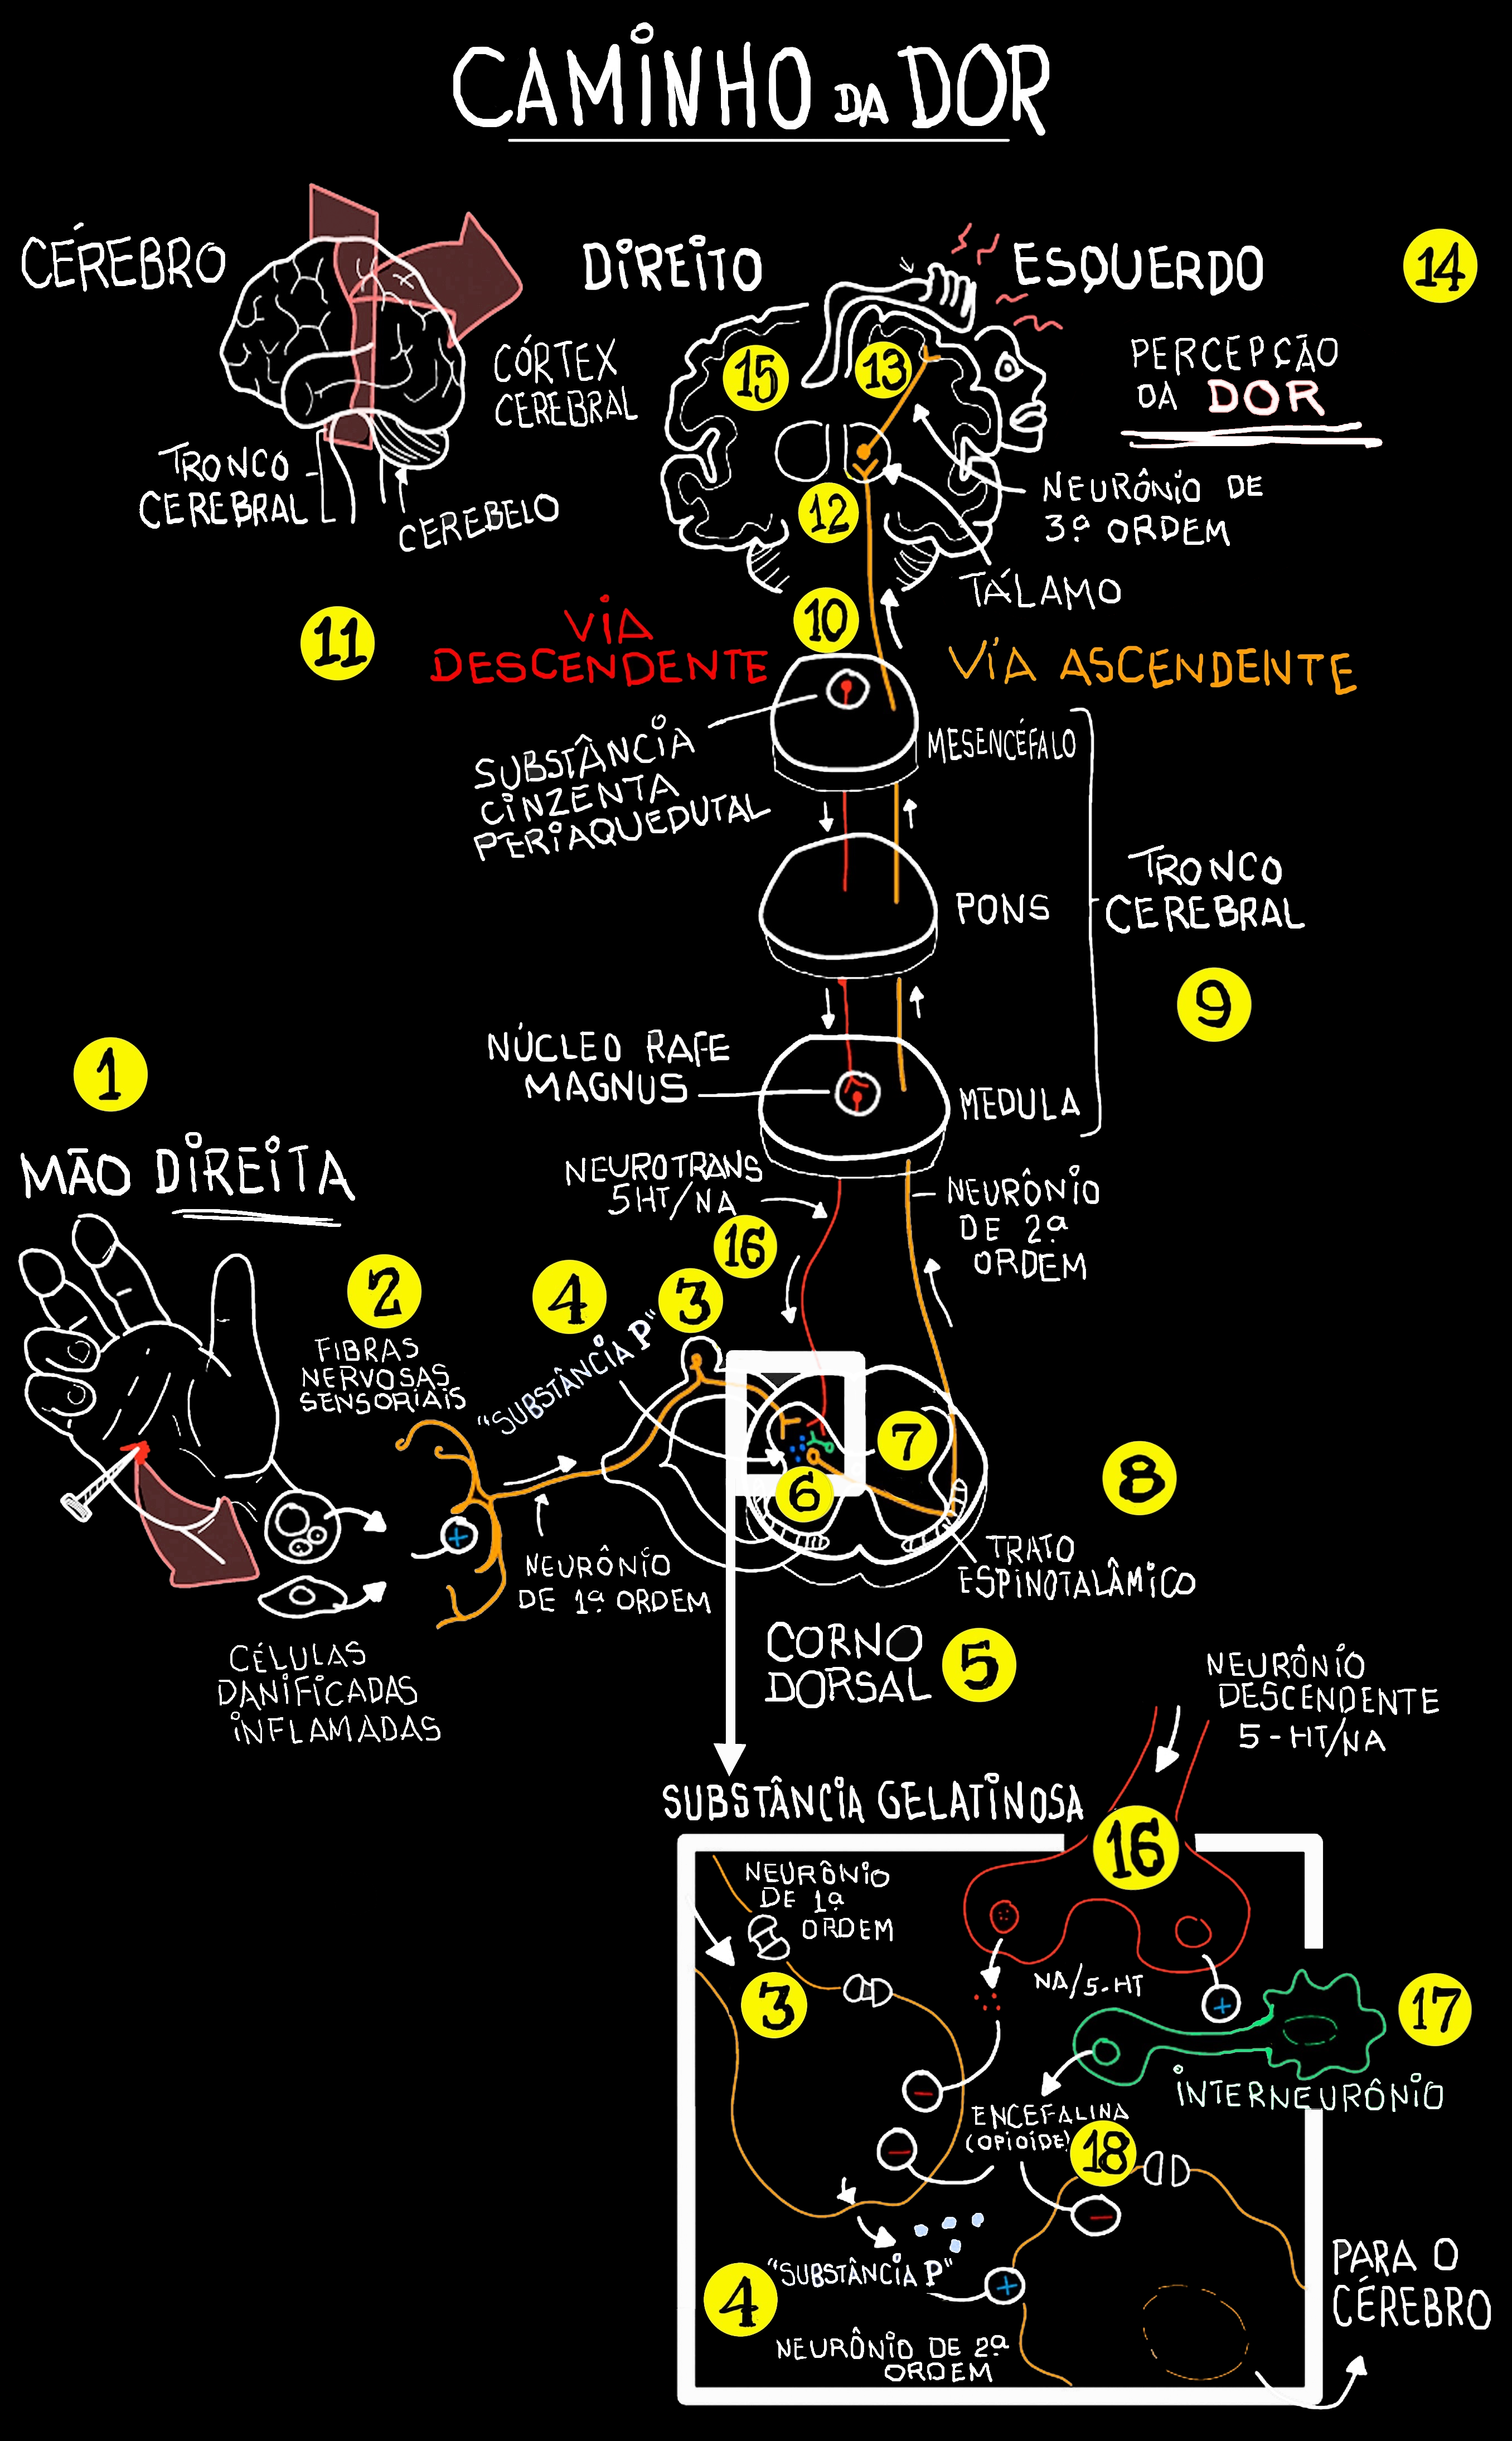 CAMINHO DA DOR
CÉREBRO
DIREITO
ESQUERDO
14
CÓRTEX
CEREBRAL
15
13
PERCEPÇÃO
DA DOR
TRONCO
CEREBRAL
CEREBELO
12
NEURÔNIO DE
3ª ORDEM
TÁLAMO
11
VIA
DESCENDENTE
10
VÍA ASCENDENTE
SUBSTÂNCIA
CINZENTA
PERIAQUEDUTAL
MESENCÉFALO
PONS
TRONCO
CEREBRAL
9
NÚCLEO RAFE
MAGNUS
MEDULA
1
MÃO DIREITA
NEUROTRANS
5HT/NA
16
NEURÔNIO
DE 2ª
ORDEM
2
FIBRAS
NERVOSAS
SENSORIAIS
4
"SUBSTÂNCIA P"
3
7
6
8
+
NEURÔNIO
DE 1ª ORDEM
TRATO
ESPINOTALÂMICO
CÉLULAS
DANIFICADAS
INFLAMADAS
CORNO
DORSAL
5
NEURÔNIO
DESCENDENTE
5-HT/NA
SUBSTÂNCIA GELATINOSA
16
NEURÔNIO
DE 1ª
ORDEM
3
NA/5-HT
+
17
INTERNEURÔNIO
-
ENCEFALINA
(OPIOÍDE)
18
-
-
"SUBSTÂNCIA P"
4
+
NEURÔNIO DE 2ª
ORDEM
PARA O
CÉREBRO